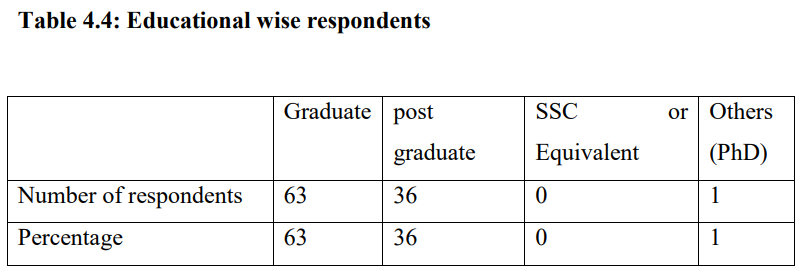 Table 4.4: Educational wise respondents
Graduate post SSC or Others
graduate Equivalent (PhD)
Number of respondents 63 36 0 1
Percentage 63 36 0 1